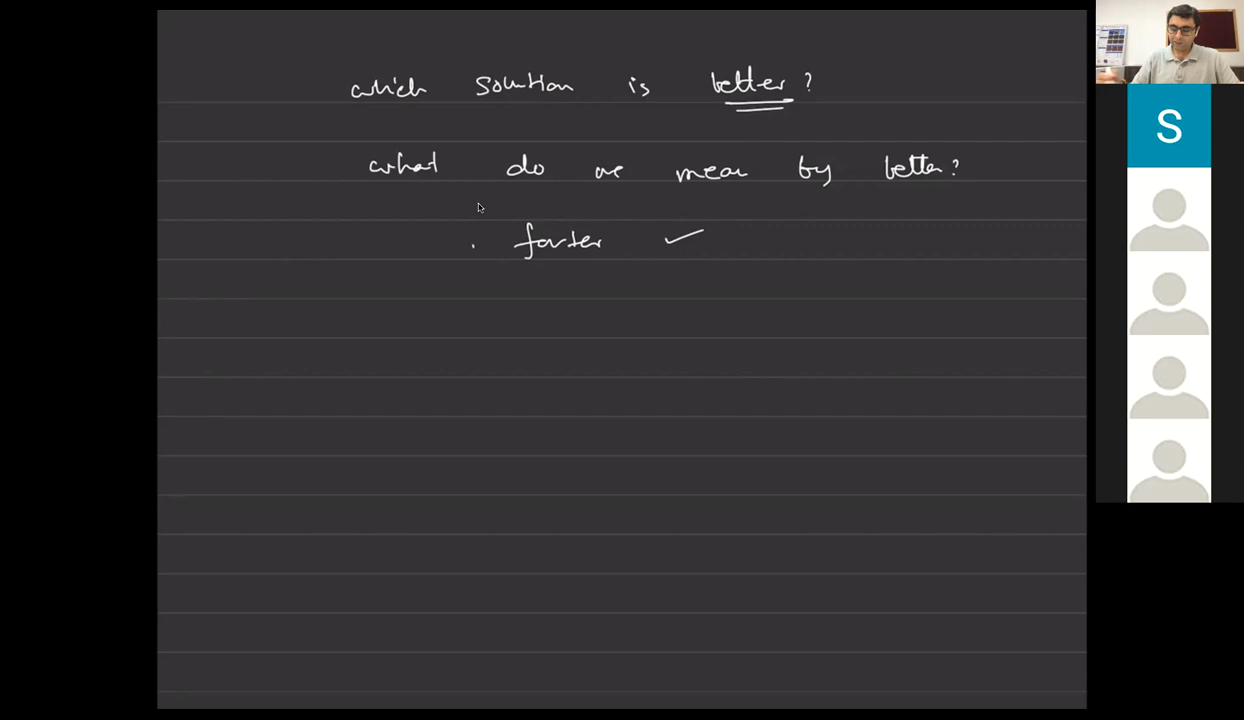 which solution is better?
what do we mean by better?
. faster ✓
S